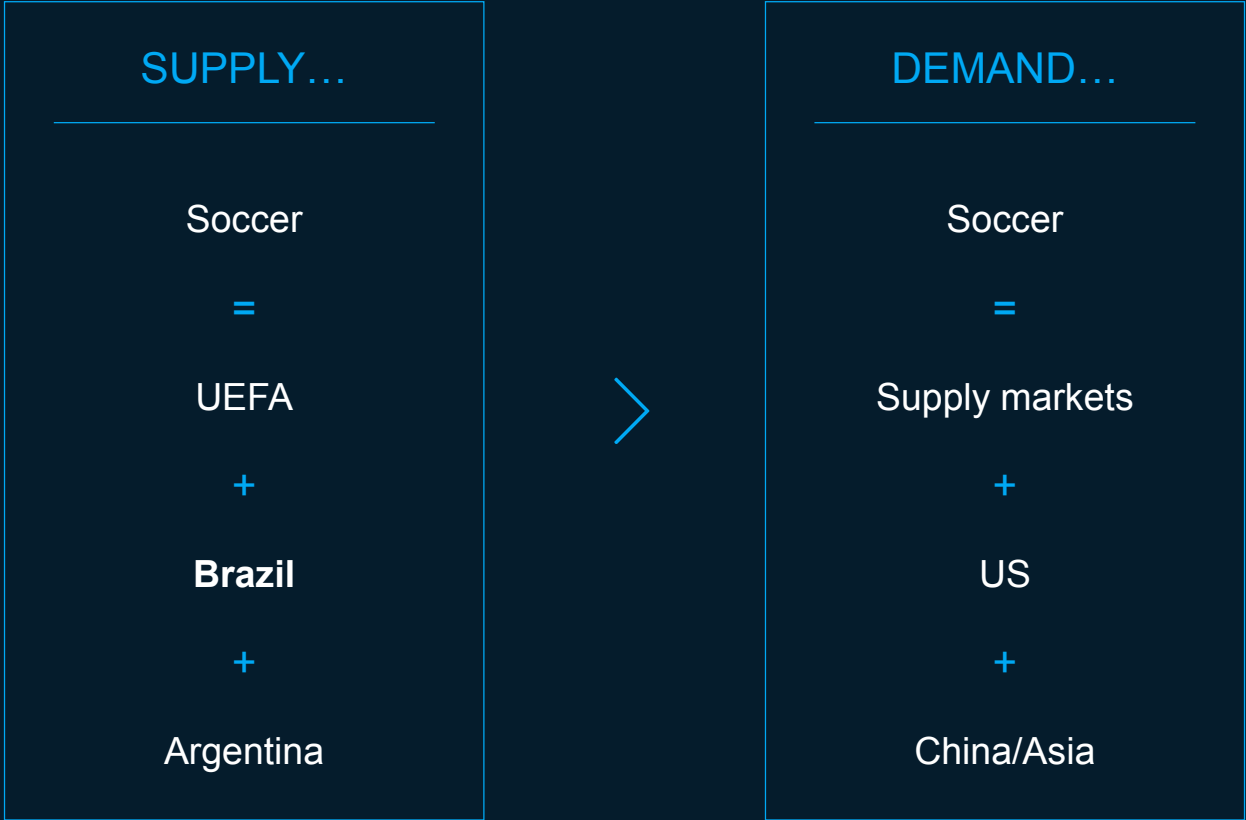 SUPPLY…
Soccer
=
UEFA
+
Brazil
+
Argentina
DEMAND…
Soccer
=
Supply markets
+
US
+
China/Asia